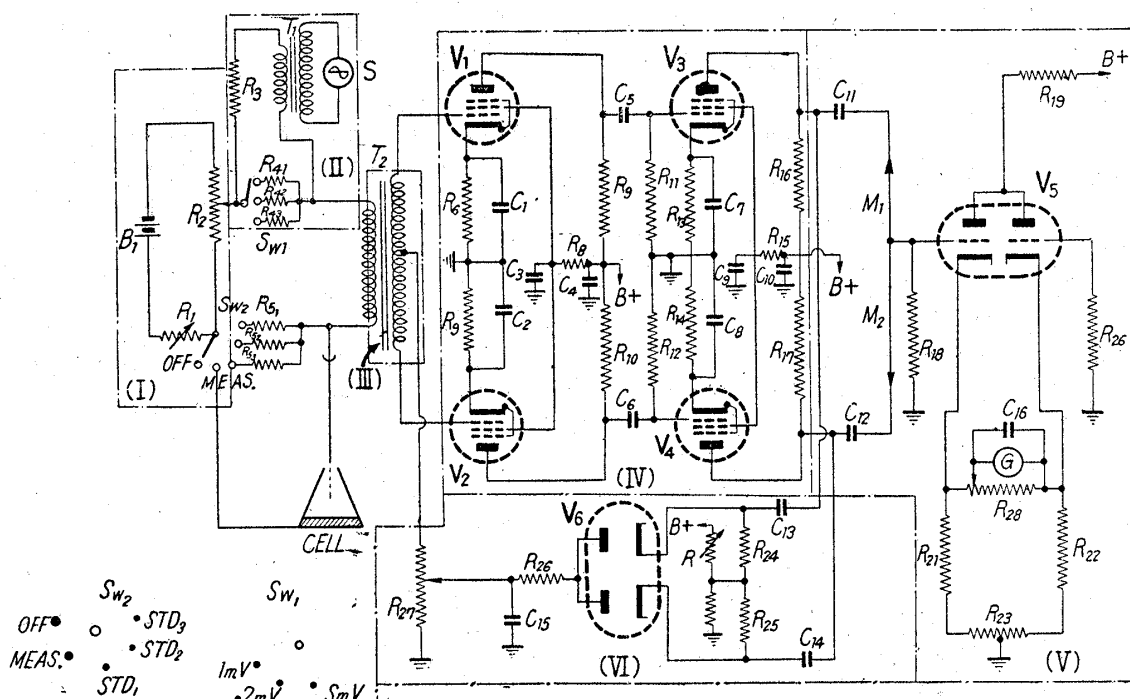 T1
S
R3
(II)
R41
R42
R43
SW1
R2
B1
R1
SW2
OFF
MEAS.
(I)
R51
T2
(III)
CELL
V1
R6
C1
R9
C2
V2
C3
R8
C4
B+
R9
R10
C5
C6
(IV)
V3
R11
R13
C7
R12
R14
C8
V4
C9
R15
C10
B+
R16
R17
C11
C12
M1
M2
R18
R19
B+
V5
R26
C16
G
R28
R21
R22
R23
(V)
V6
B+
R
R24
R25
C13
C14
R26
C15
R27
(VI)
SW2
OFF
MEAS.
STD3
STD2
STD1
SW1
1mV
2mV
5mV